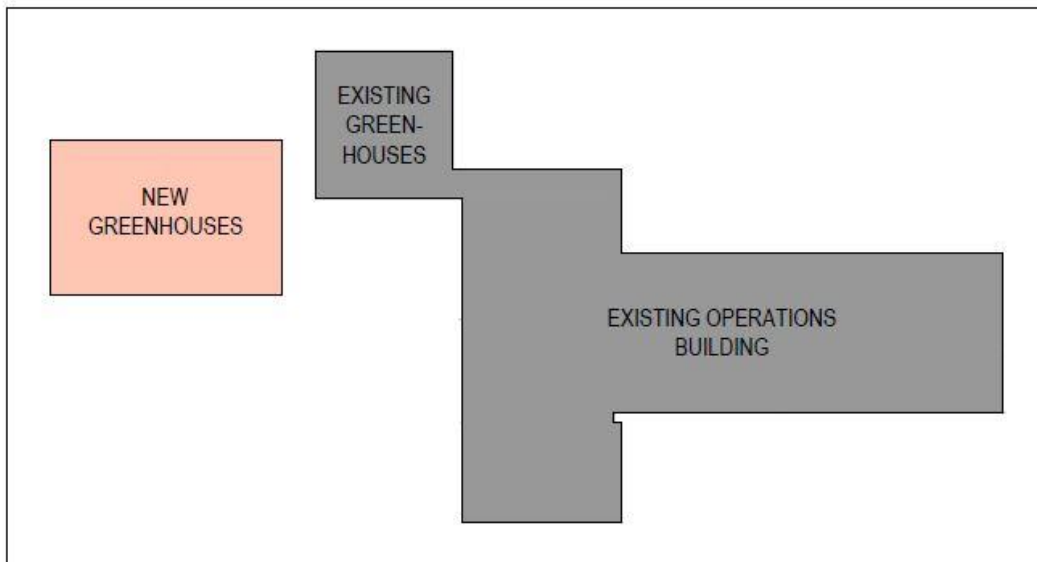 EXISTING
GREEN-
HOUSES
NEW
GREENHOUSES
EXISTING OPERATIONS
BUILDING